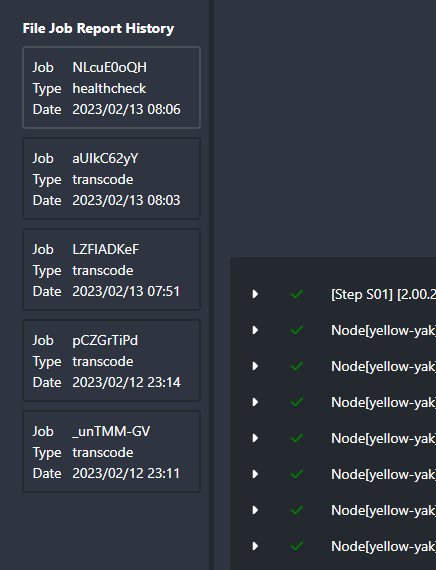 File Job Report History
Job NLcuE0oQH
Type healthcheck
Date 2023/02/13 08:06
Job aUIkC62yY
Type transcode
Date 2023/02/13 08:03
Job LZFIADKeF
Type transcode
Date 2023/02/13 07:51
Job pCZGrTiPd
Type transcode
Date 2023/02/12 23:14
Job _unTMM-GV
Type transcode
Date 2023/02/12 23:11
[Step S01] [2.00.2
Node[yellow-yak]
Node[yellow-yak]
Node[yellow-yak]
Node[yellow-yak]
Node[yellow-yak]
Node[yellow-yak]
Node[yellow-yak]